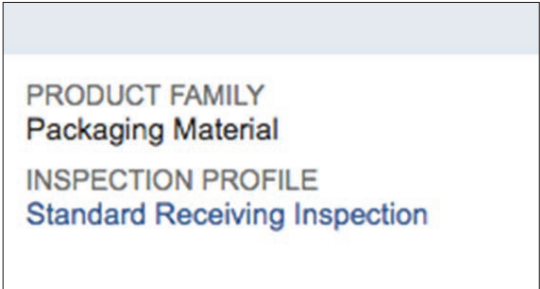 PRODUCT FAMILY
Packaging Material
INSPECTION PROFILE
Standard Receiving Inspection